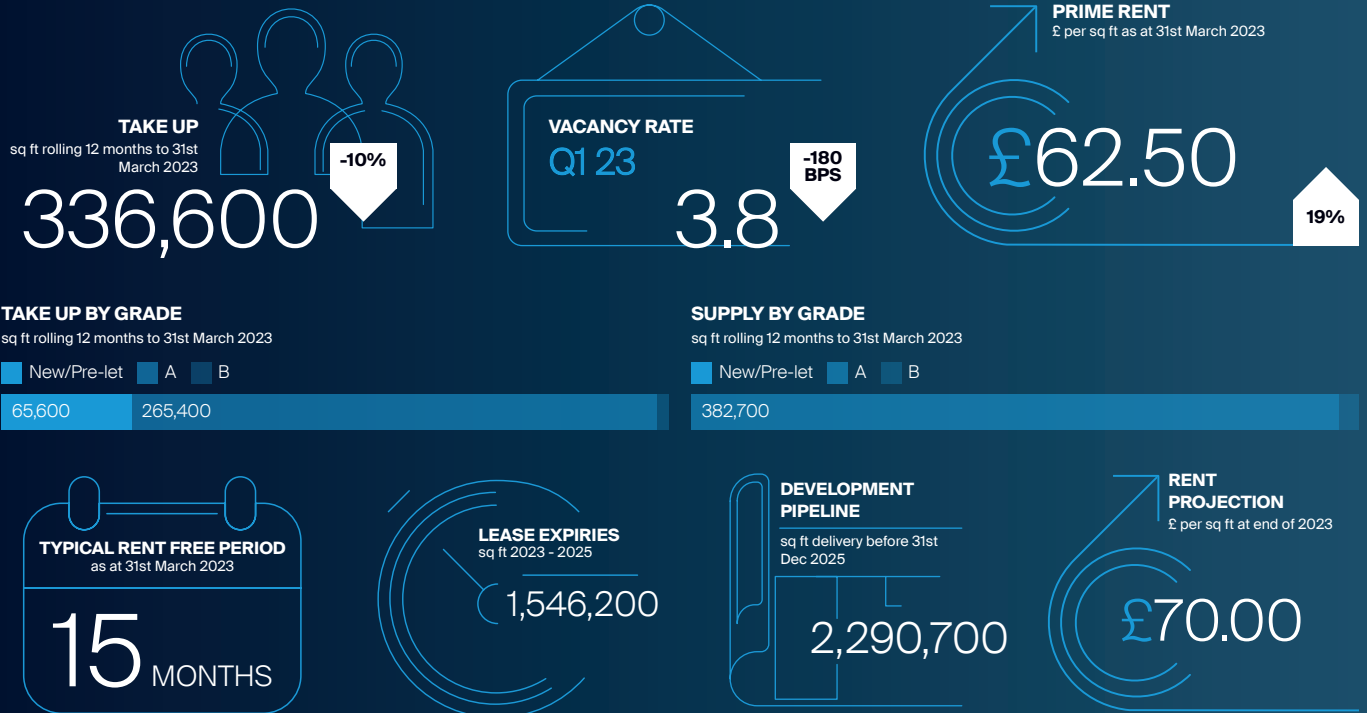 TAKE UP
sq ft rolling 12 months to 31st
March 2023
336,600
-10%
VACANCY RATE
Q1 23
3.8
-180
BPS
PRIME RENT
£ per sq ft as at 31st March 2023
£62.50
19%
TAKE UP BY GRADE
sq ft rolling 12 months to 31st March 2023
New/Pre-let A B
65,600 265,400
SUPPLY BY GRADE
sq ft rolling 12 months to 31st March 2023
New/Pre-let A B
382,700
TYPICAL RENT FREE PERIOD
as at 31st March 2023
15 MONTHS
LEASE EXPIRIES
sq ft 2023 - 2025
1,546,200
DEVELOPMENT
PIPELINE
sq ft delivery before 31st
Dec 2025
2,290,700
RENT
PROJECTION
£ per sq ft at end of 2023
£70.00